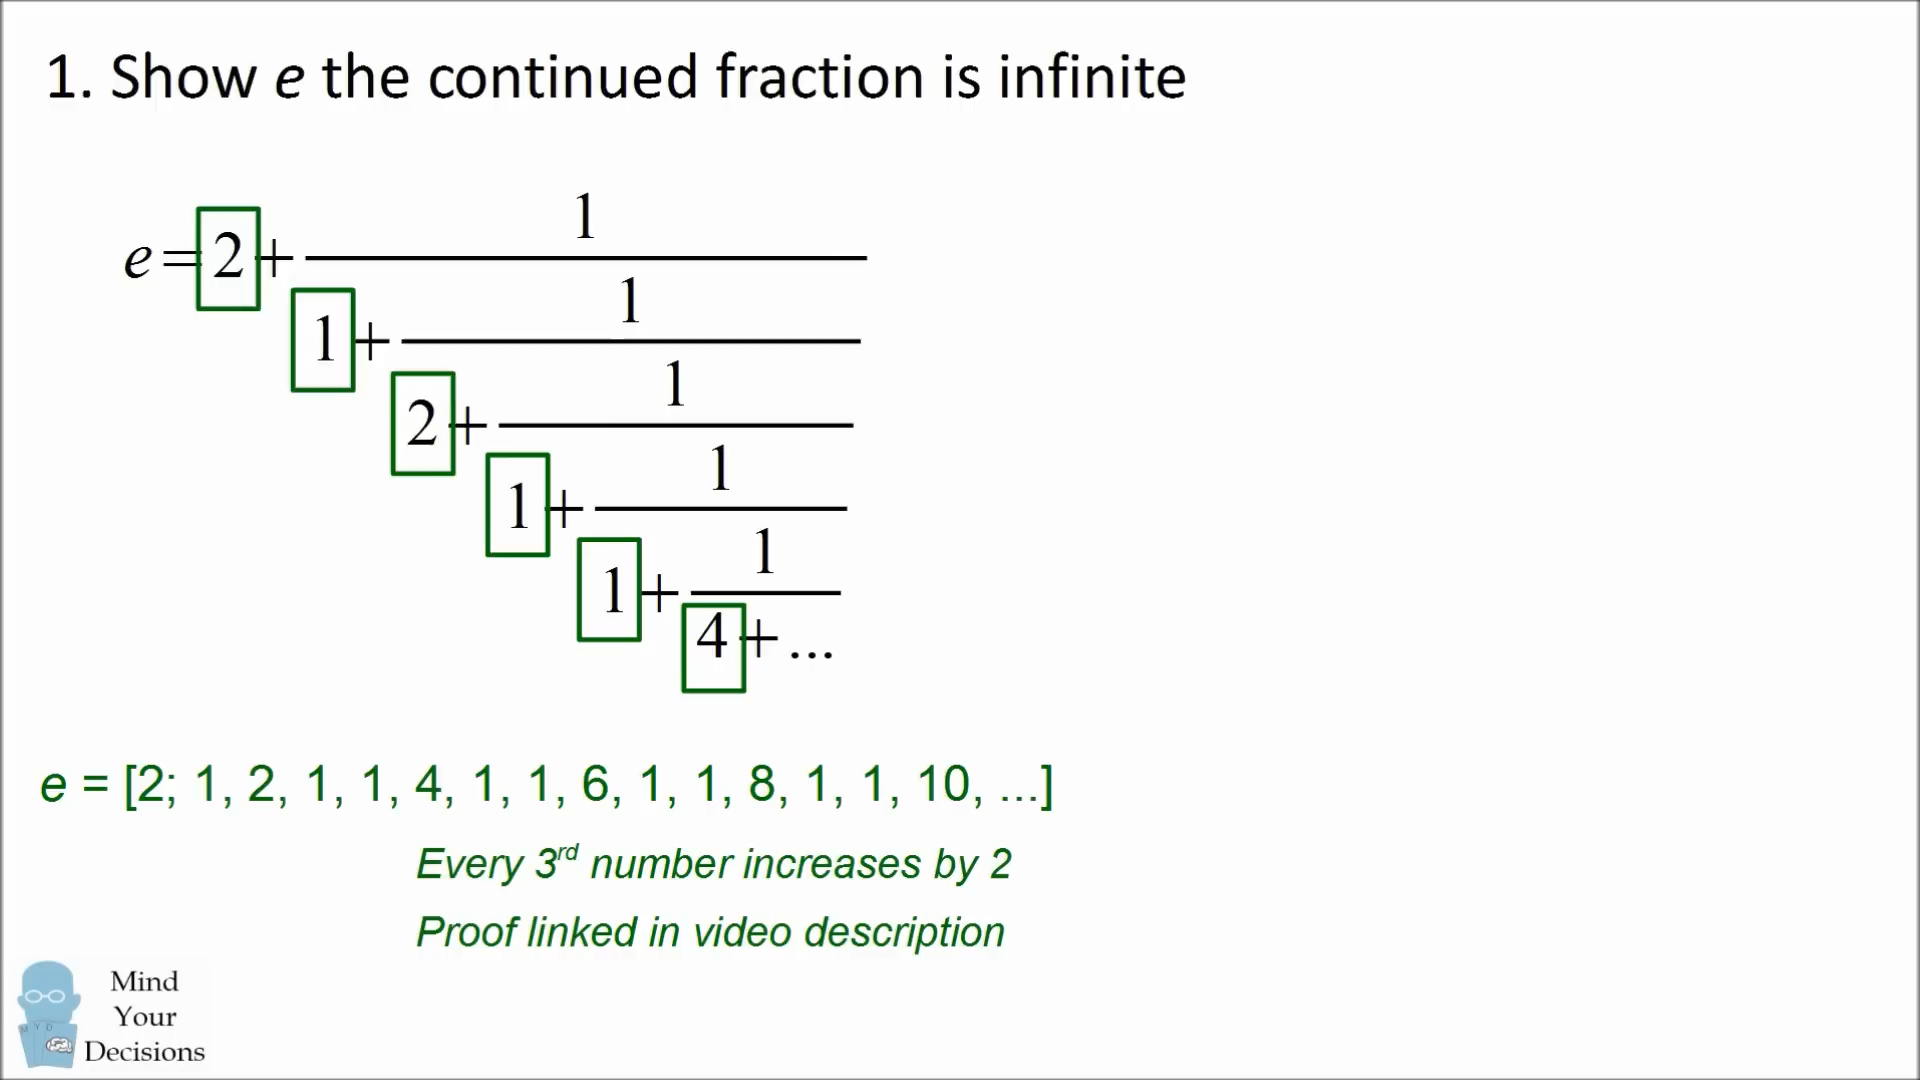 1. Show e the continued fraction is infinite
1
e = 2 +
1
1 +
1
2 +
1
1 +
1
1 +
4 + ...
e = [2; 1, 2, 1, 1, 4, 1, 1, 6, 1, 1, 8, 1, 1, 10, ...]
Every 3rd number increases by 2
Proof linked in video description
Mind
Your
Decisions
M Y D